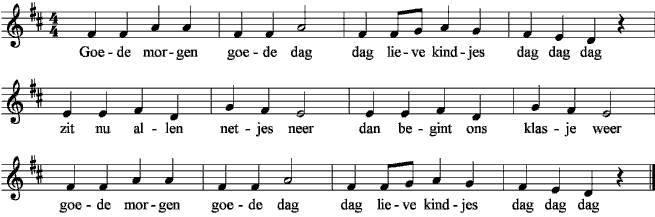 Goe - de mor - gen goe - de dag dag lie - ve kind - jes dag dag dag
zit nu al - len net - jes neer dan be - gint ons klas - je weer
goe - de mor - gen goe - de dag dag lie - ve kind - jes dag dag dag